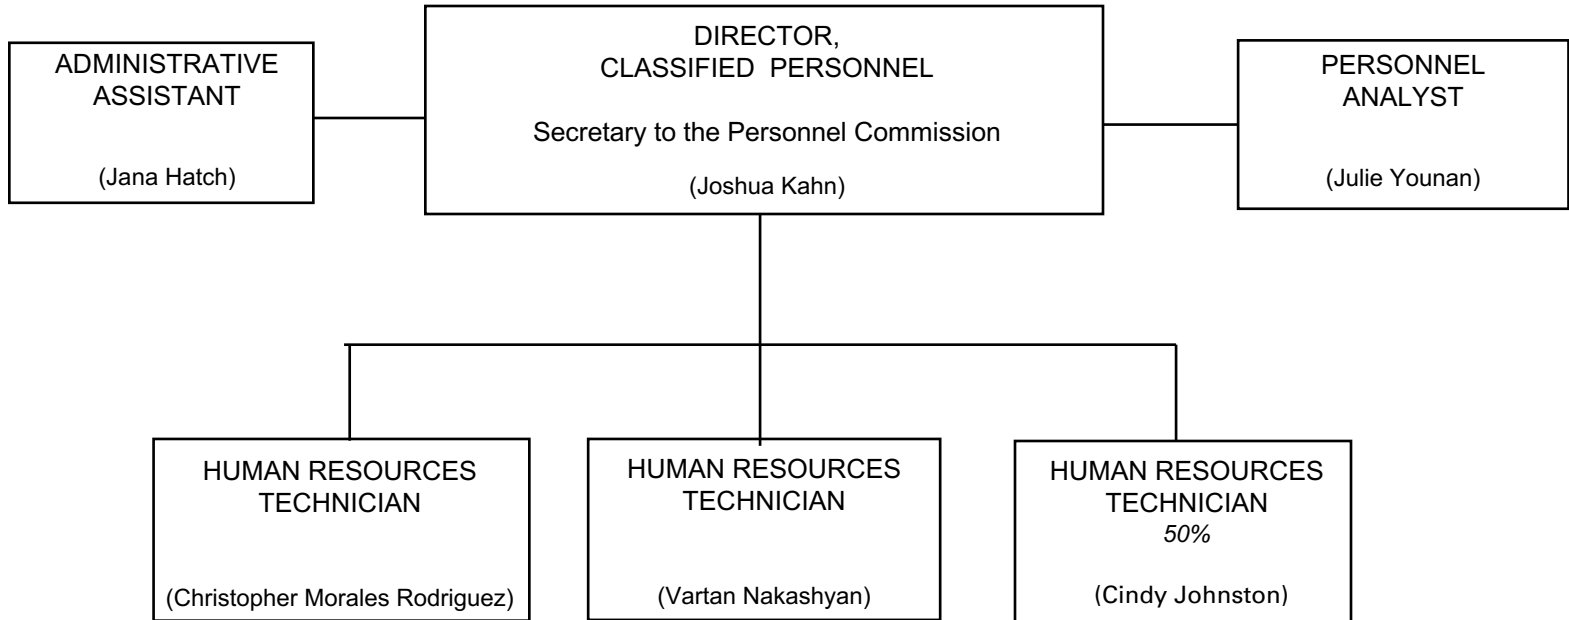 ADMINISTRATIVE
ASSISTANT
(Jana Hatch)
DIRECTOR,
CLASSIFIED PERSONNEL
Secretary to the Personnel Commission
(Joshua Kahn)
PERSONNEL
ANALYST
(Julie Younan)
HUMAN RESOURCES
TECHNICIAN
(Christopher Morales Rodriguez)
HUMAN RESOURCES
TECHNICIAN
(Vartan Nakashyan)
HUMAN RESOURCES
TECHNICIAN
50%
(Cindy Johnston)